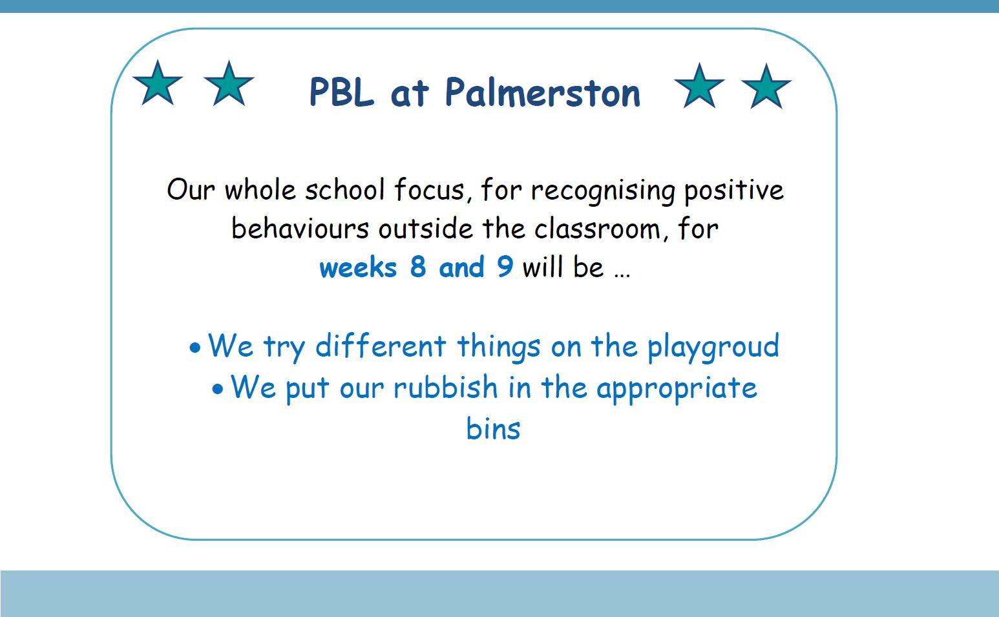 PBL at Palmerston
Our whole school focus, for recognising positive
behaviours outside the classroom, for
weeks 8 and 9 will be ...
• We try different things on the playgroud
• We put our rubbish in the appropriate
bins